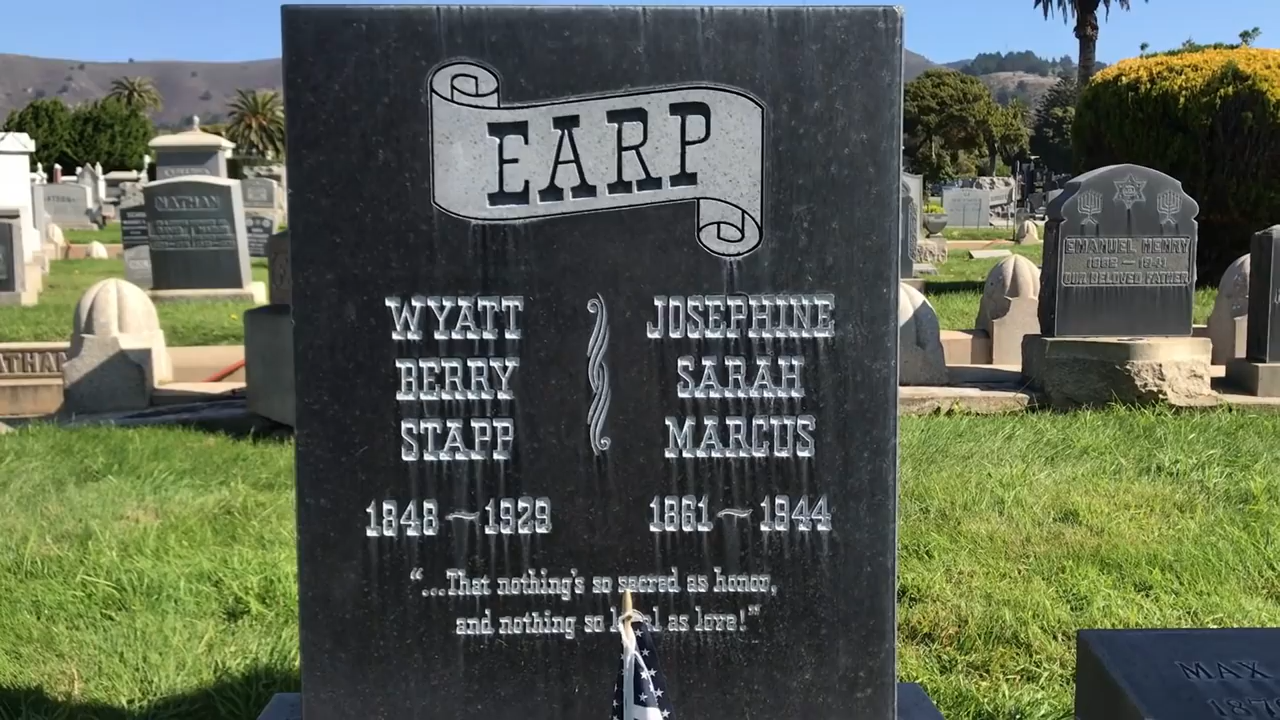 EARP
WYATT
BERRY
STAPP
1848 ~ 1929
JOSEPHINE
SARAH
MARCUS
1861 ~ 1944
"...That nothing's so sacred as honor,
and nothing so as love!"
NATHAN
EMANUEL HENRY
OUR BELOVED FATHER
MAX